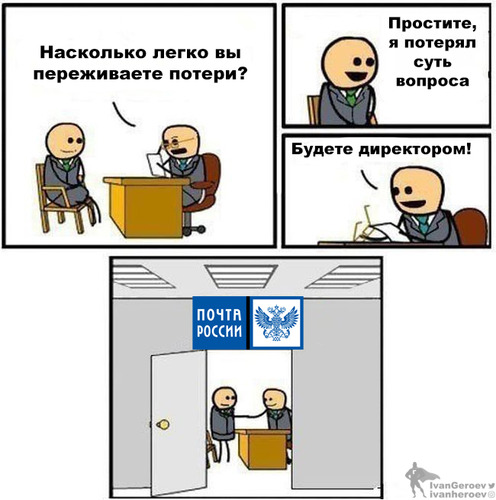 Насколько легко вы
переживаете потери?
Простите,
я потерял
суть
вопроса
Будете директором!
ПОЧТА
РОССИИ
IvanGeroev
ivanheroev